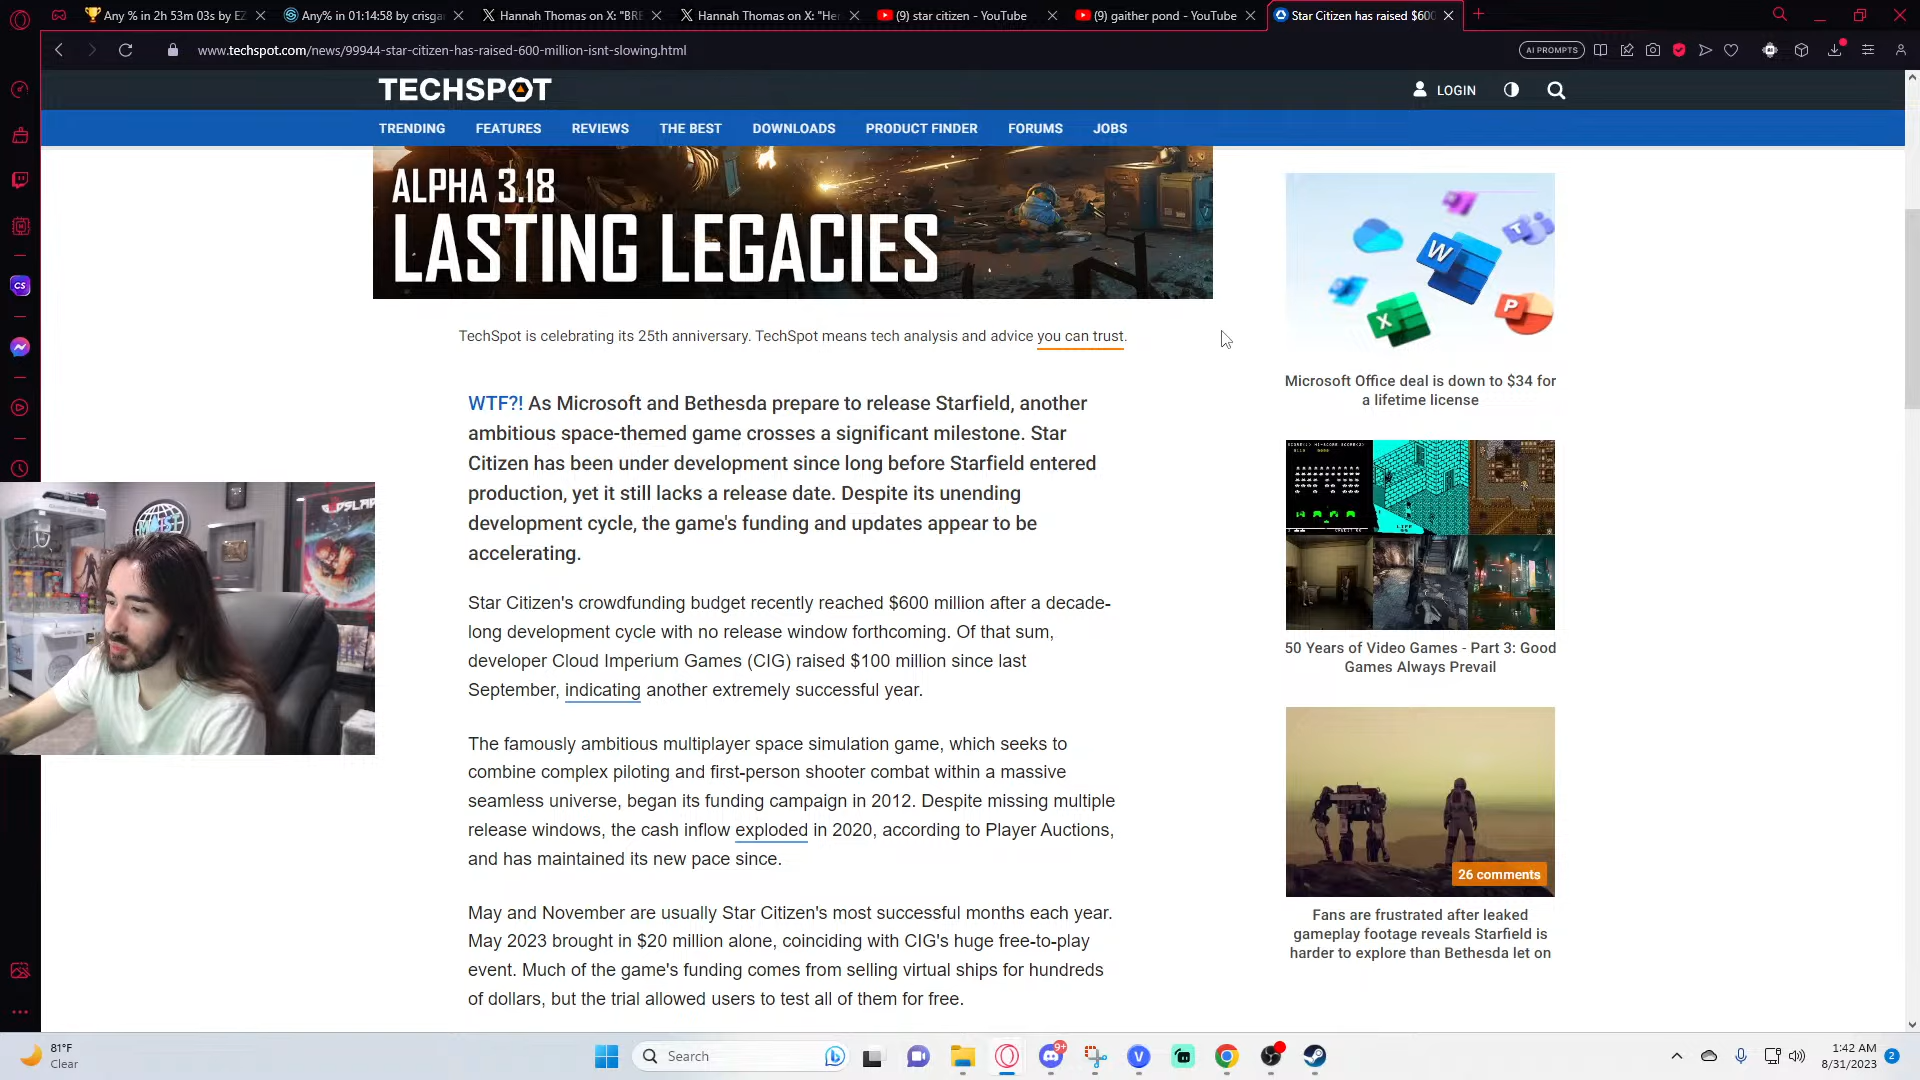 Any % in 2h 53m 03s by EZ
Any% in 01:14:58 by crisga
Hannah Thomas on X: "BRE
Hannah Thomas on X: "Her
(9) star citizen - YouTube
(9) gaither pond - YouTube
Star Citizen has raised $600
www.techspot.com/news/99944-star-citizen-has-raised-600-million-isnt-slowing.html
AI PROMPTS
TECHSPOT
LOGIN
TRENDING FEATURES REVIEWS THE BEST DOWNLOADS PRODUCT FINDER FORUMS JOBS
ALPHA 3.18
LASTING LEGACIES
TechSpot is celebrating its 25th anniversary. TechSpot means tech analysis and advice you can trust.
WTF?! As Microsoft and Bethesda prepare to release Starfield, another
ambitious space-themed game crosses a significant milestone. Star
Citizen has been under development since long before Starfield entered
production, yet it still lacks a release date. Despite its unending
development cycle, the game's funding and updates appear to be
accelerating.
Star Citizen's crowdfunding budget recently reached $600 million after a decade-
long development cycle with no release window forthcoming. Of that sum,
developer Cloud Imperium Games (CIG) raised $100 million since last
September, indicating another extremely successful year.
The famously ambitious multiplayer space simulation game, which seeks to
combine complex piloting and first-person shooter combat within a massive
seamless universe, began its funding campaign in 2012. Despite missing multiple
release windows, the cash inflow exploded in 2020, according to Player Auctions,
and has maintained its new pace since.
May and November are usually Star Citizen's most successful months each year.
May 2023 brought in $20 million alone, coinciding with CIG's huge free-to-play
event. Much of the game's funding comes from selling virtual ships for hundreds
of dollars, but the trial allowed users to test all of them for free.
W
X
P
T
Microsoft Office deal is down to $34 for
a lifetime license
50 Years of Video Games - Part 3: Good
Games Always Prevail
26 comments
Fans are frustrated after leaked
gameplay footage reveals Starfield is
harder to explore than Bethesda let on
CS
MOIST
81°F
Clear
Search
9+
V
1:42 AM
8/31/2023
2